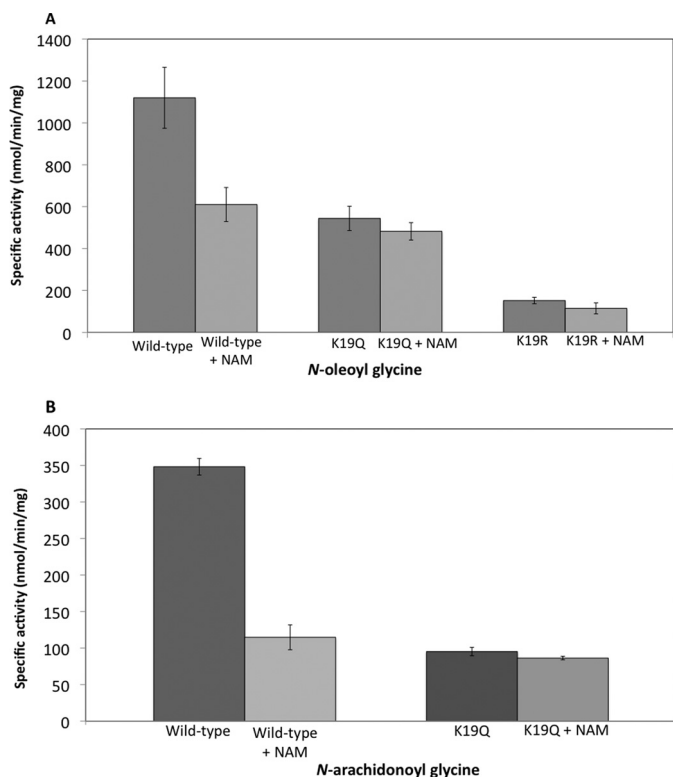 A
Specific activity (nmol/min/mg)
1400
1200
1000
800
600
400
200
0
Wild-type
Wild-type
+ NAM
K19Q
K19Q + NAM
K19R
K19R + NAM
N-oleoyl glycine
B
Specific activity (nmol/min/mg)
400
350
300
250
200
150
100
50
0
Wild-type
Wild-type
+ NAM
K19Q
K19Q + NAM
N-arachidonoyl glycine